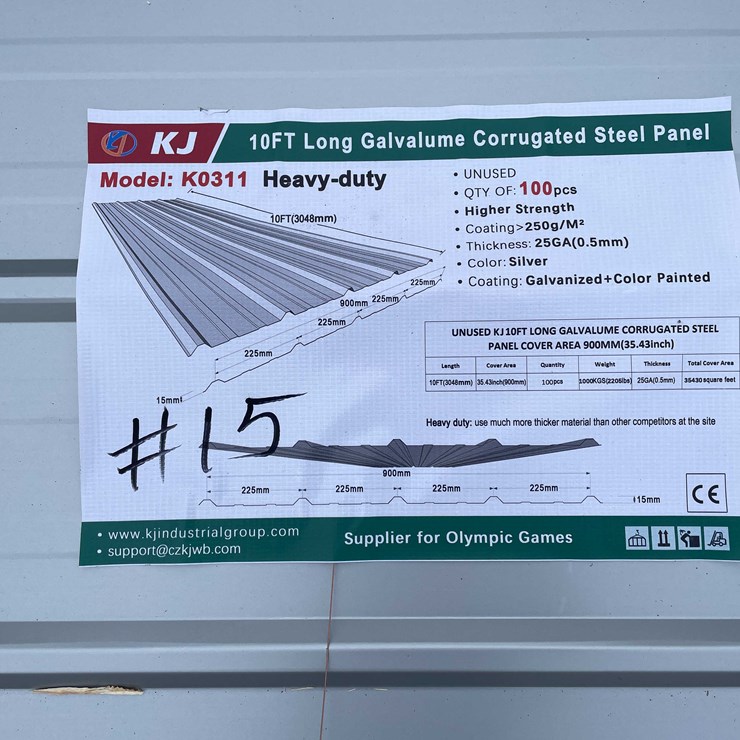 KJ 10FT Long Galvalume Corrugated Steel Panel
Model: K0311 Heavy-duty
• UNUSED
• QTY OF: 100pcs
• Higher Strength
• Coating>250g/M²
• Thickness: 25GA(0.5mm)
• Color: Silver
• Coating: Galvanized+Color Painted
10FT(3048mm)
900mm
225mm
225mm
225mm
225mm
15mm
UNUSED KJ 10FT LONG GALVALUME CORRUGATED STEEL
PANEL COVER AREA 900MM(35.43inch)
Length Cover Area Quantity Weight Thickness Total Cover Area
10FT(3048mm) 35.43inch(900mm) 100pcs 1000KGS(2205lbs) 25GA(0.5mm) 35430 square feet
Heavy duty: use much more thicker material than other competitors at the site
#15
900mm
225mm 225mm 225mm 225mm
15mm
CE
• www.kjindustrialgroup.com
• support@czkjwb.com
Supplier for Olympic Games